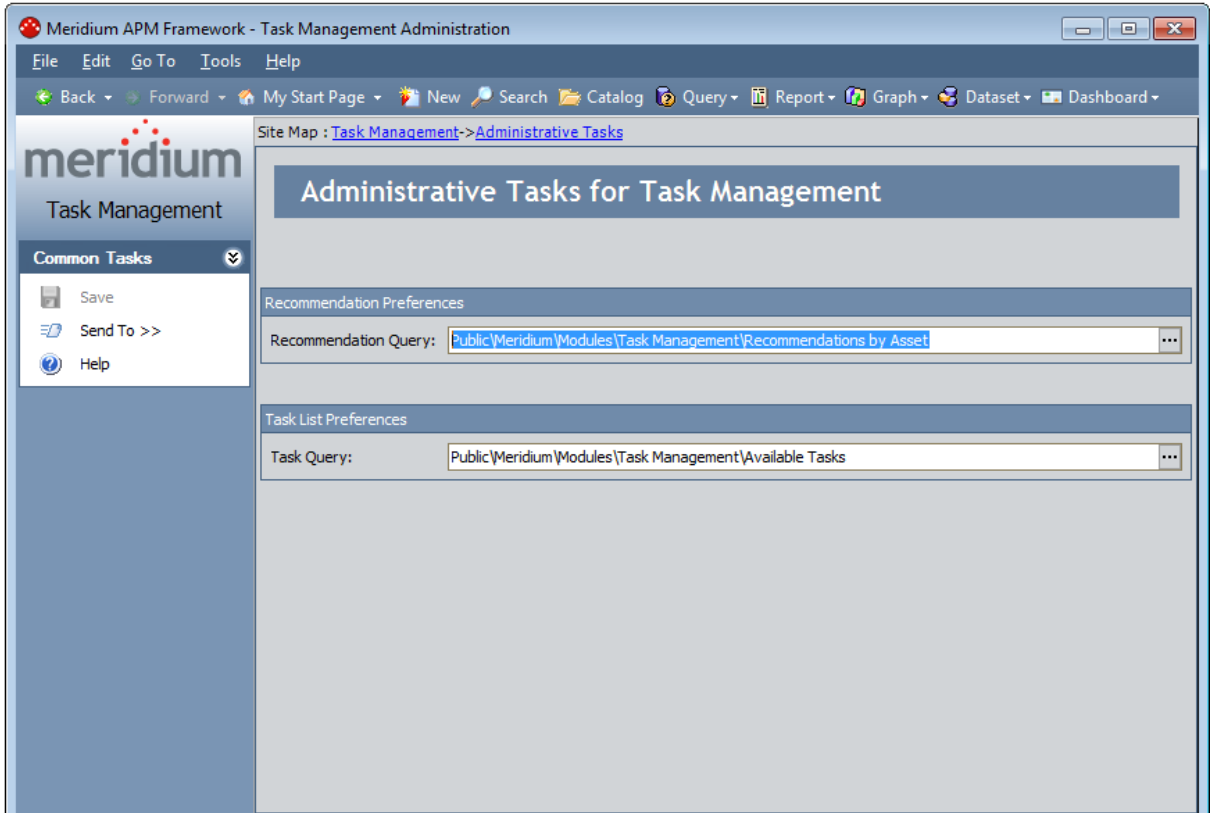 Meridium APM Framework - Task Management Administration
File Edit Go To Tools Help
Back Forward My Start Page New Search Catalog Query Report Graph Dataset Dashboard
meridium
Task Management
Common Tasks
Save
Send To >>
Help
Site Map : Task Management->Administrative Tasks
Administrative Tasks for Task Management
Recommendation Preferences
Recommendation Query: Public\Meridium\Modules\Task Management\Recommendations by Asset ...
Task List Preferences
Task Query: Public\Meridium\Modules\Task Management\Available Tasks ...